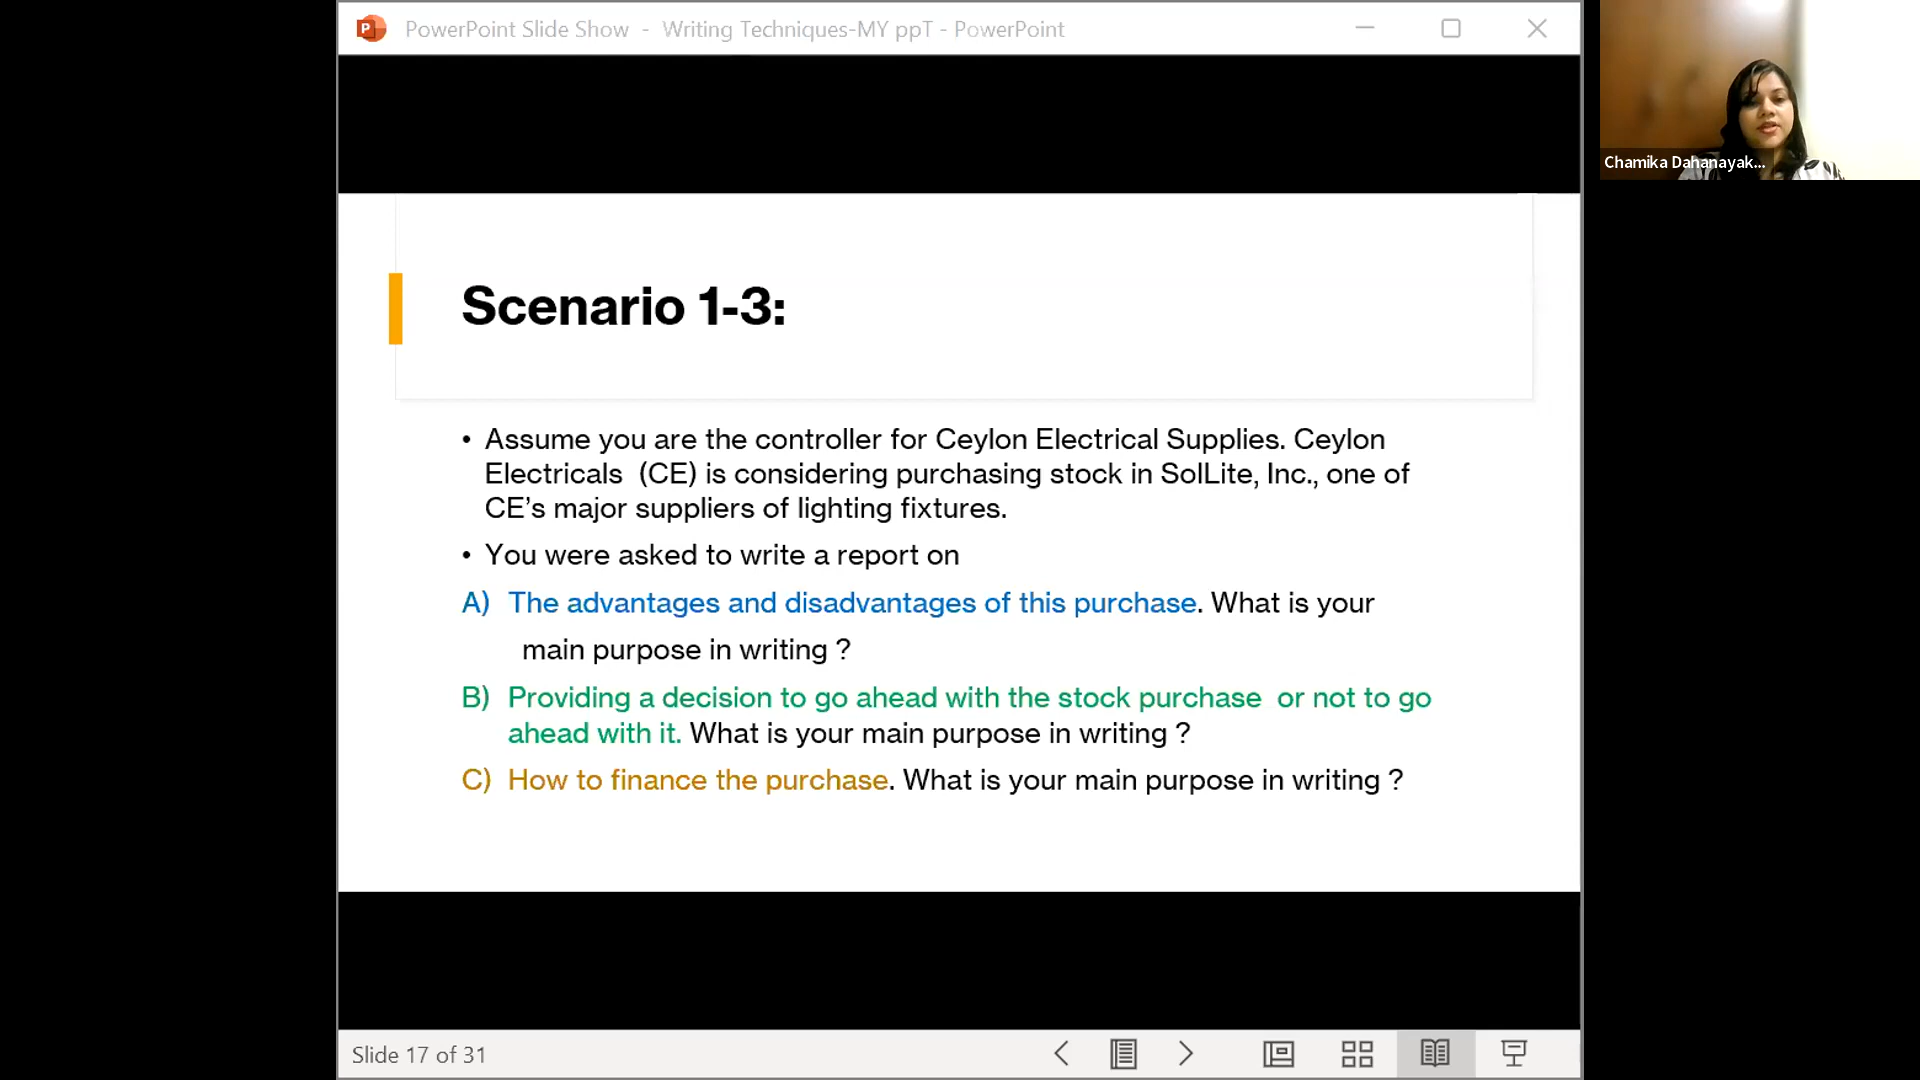 PowerPoint Slide Show - Writing Techniques-MY ppT - PowerPoint
Chamika Dahanayak...
Scenario 1-3:
• Assume you are the controller for Ceylon Electrical Supplies. Ceylon
Electricals (CE) is considering purchasing stock in SolLite, Inc., one of
CE’s major suppliers of lighting fixtures.
• You were asked to write a report on
A) The advantages and disadvantages of this purchase. What is your
main purpose in writing ?
B) Providing a decision to go ahead with the stock purchase or not to go
ahead with it. What is your main purpose in writing ?
C) How to finance the purchase. What is your main purpose in writing ?
Slide 17 of 31